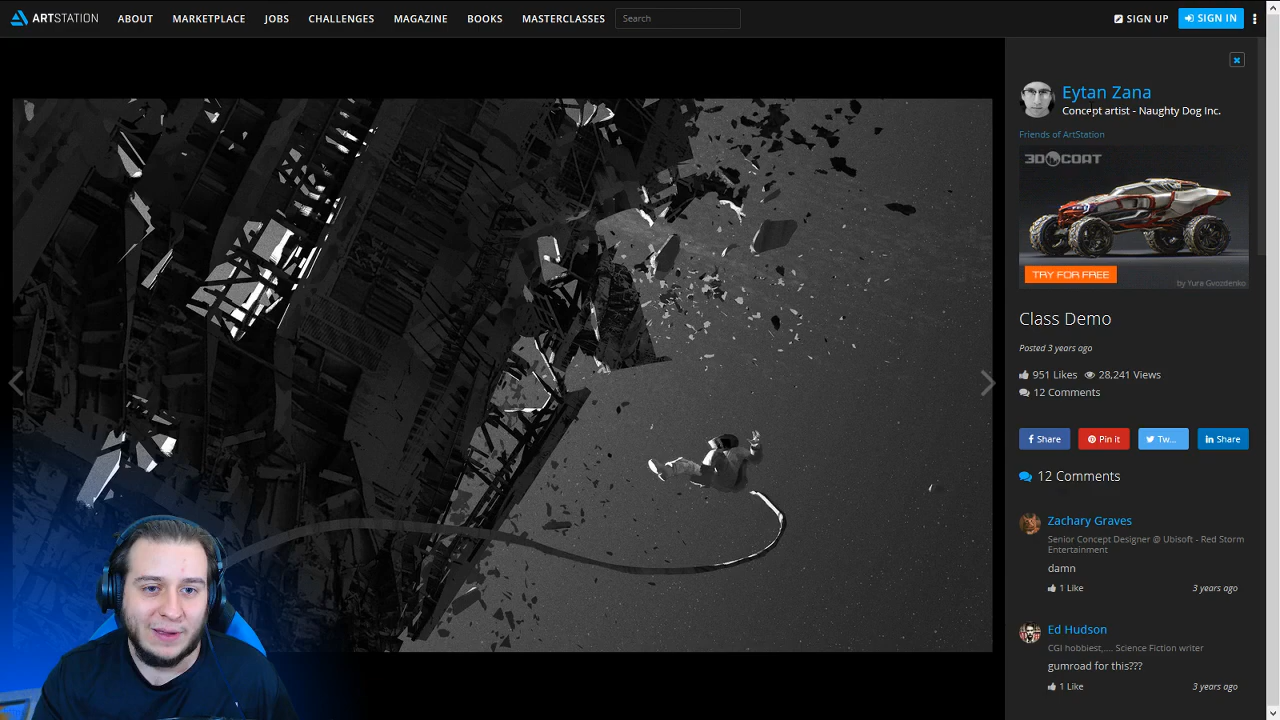 ARTSTATION
ABOUT
MARKETPLACE
JOBS
CHALLENGES
MAGAZINE
BOOKS
MASTERCLASSES
Search
SIGN UP
SIGN IN
Eytan Zana
Concept artist - Naughty Dog Inc.
Friends of ArtStation
3DCOAT
TRY FOR FREE
by Yura Gvozdenko
Class Demo
Posted 3 years ago
951 Likes 28,241 Views
12 Comments
Share
Pin it
Tw...
Share
12 Comments
Zachary Graves
Senior Concept Designer @ Ubisoft - Red Storm
Entertainment
damn
1 Like 3 years ago
Ed Hudson
CGI hobbiest,.... Science Fiction writer
gumroad for this???
1 Like 3 years ago